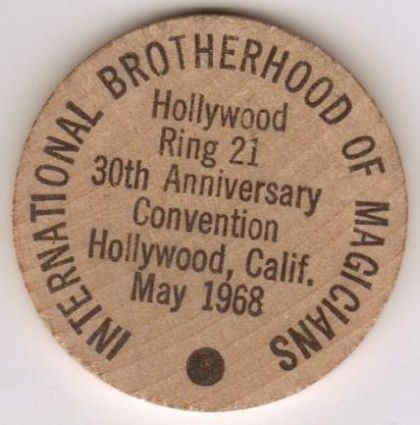 INTERNATIONAL BROTHERHOOD OF MAGICIANS
Hollywood
Ring 21
30th Anniversary
Convention
Hollywood, Calif.
May 1968